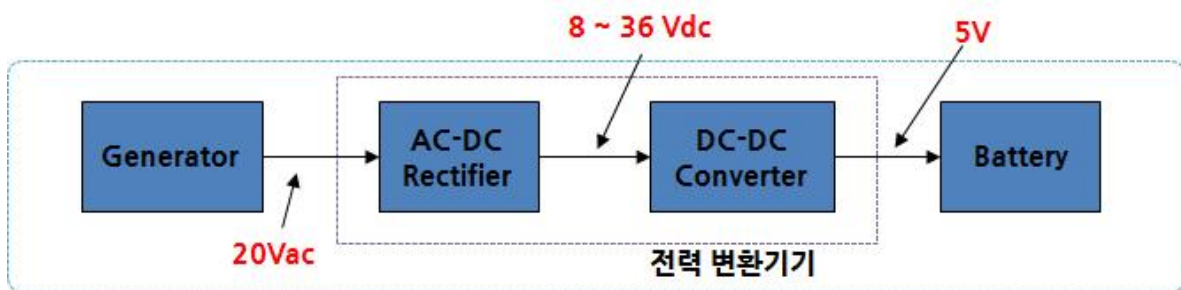 8 ~ 36 Vdc
5V
Generator
AC-DC
Rectifier
DC-DC
Converter
Battery
20Vac
전력 변환기기